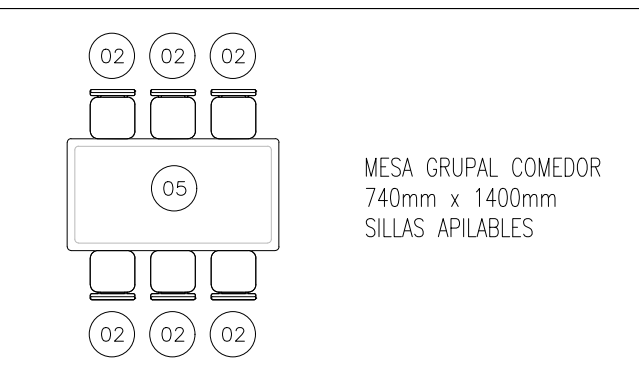 02 02 02
05
MESA GRUPAL COMEDOR
740mm x 1400mm
SILLAS APILABLES
02 02 02